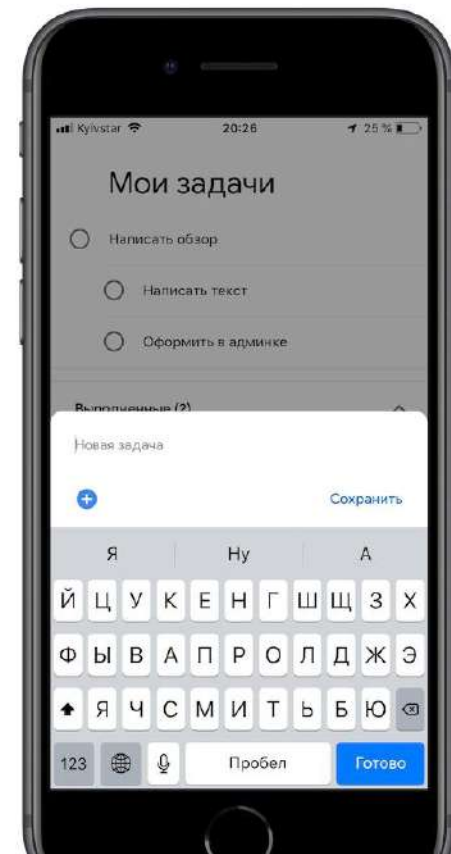 Kyivstar 20:26 25 %
Мои задачи
Написать обзор
Написать текст
Оформить в админке
Выполненные (2)
Новая задача
Сохранить
Я Ну А
Й Ц У К Е Н Г Ш Щ З Х
Ф Ы В А П Р О Л Д Ж Э
Я Ч С М И Т Ь Б Ю
123 Пробел Готово